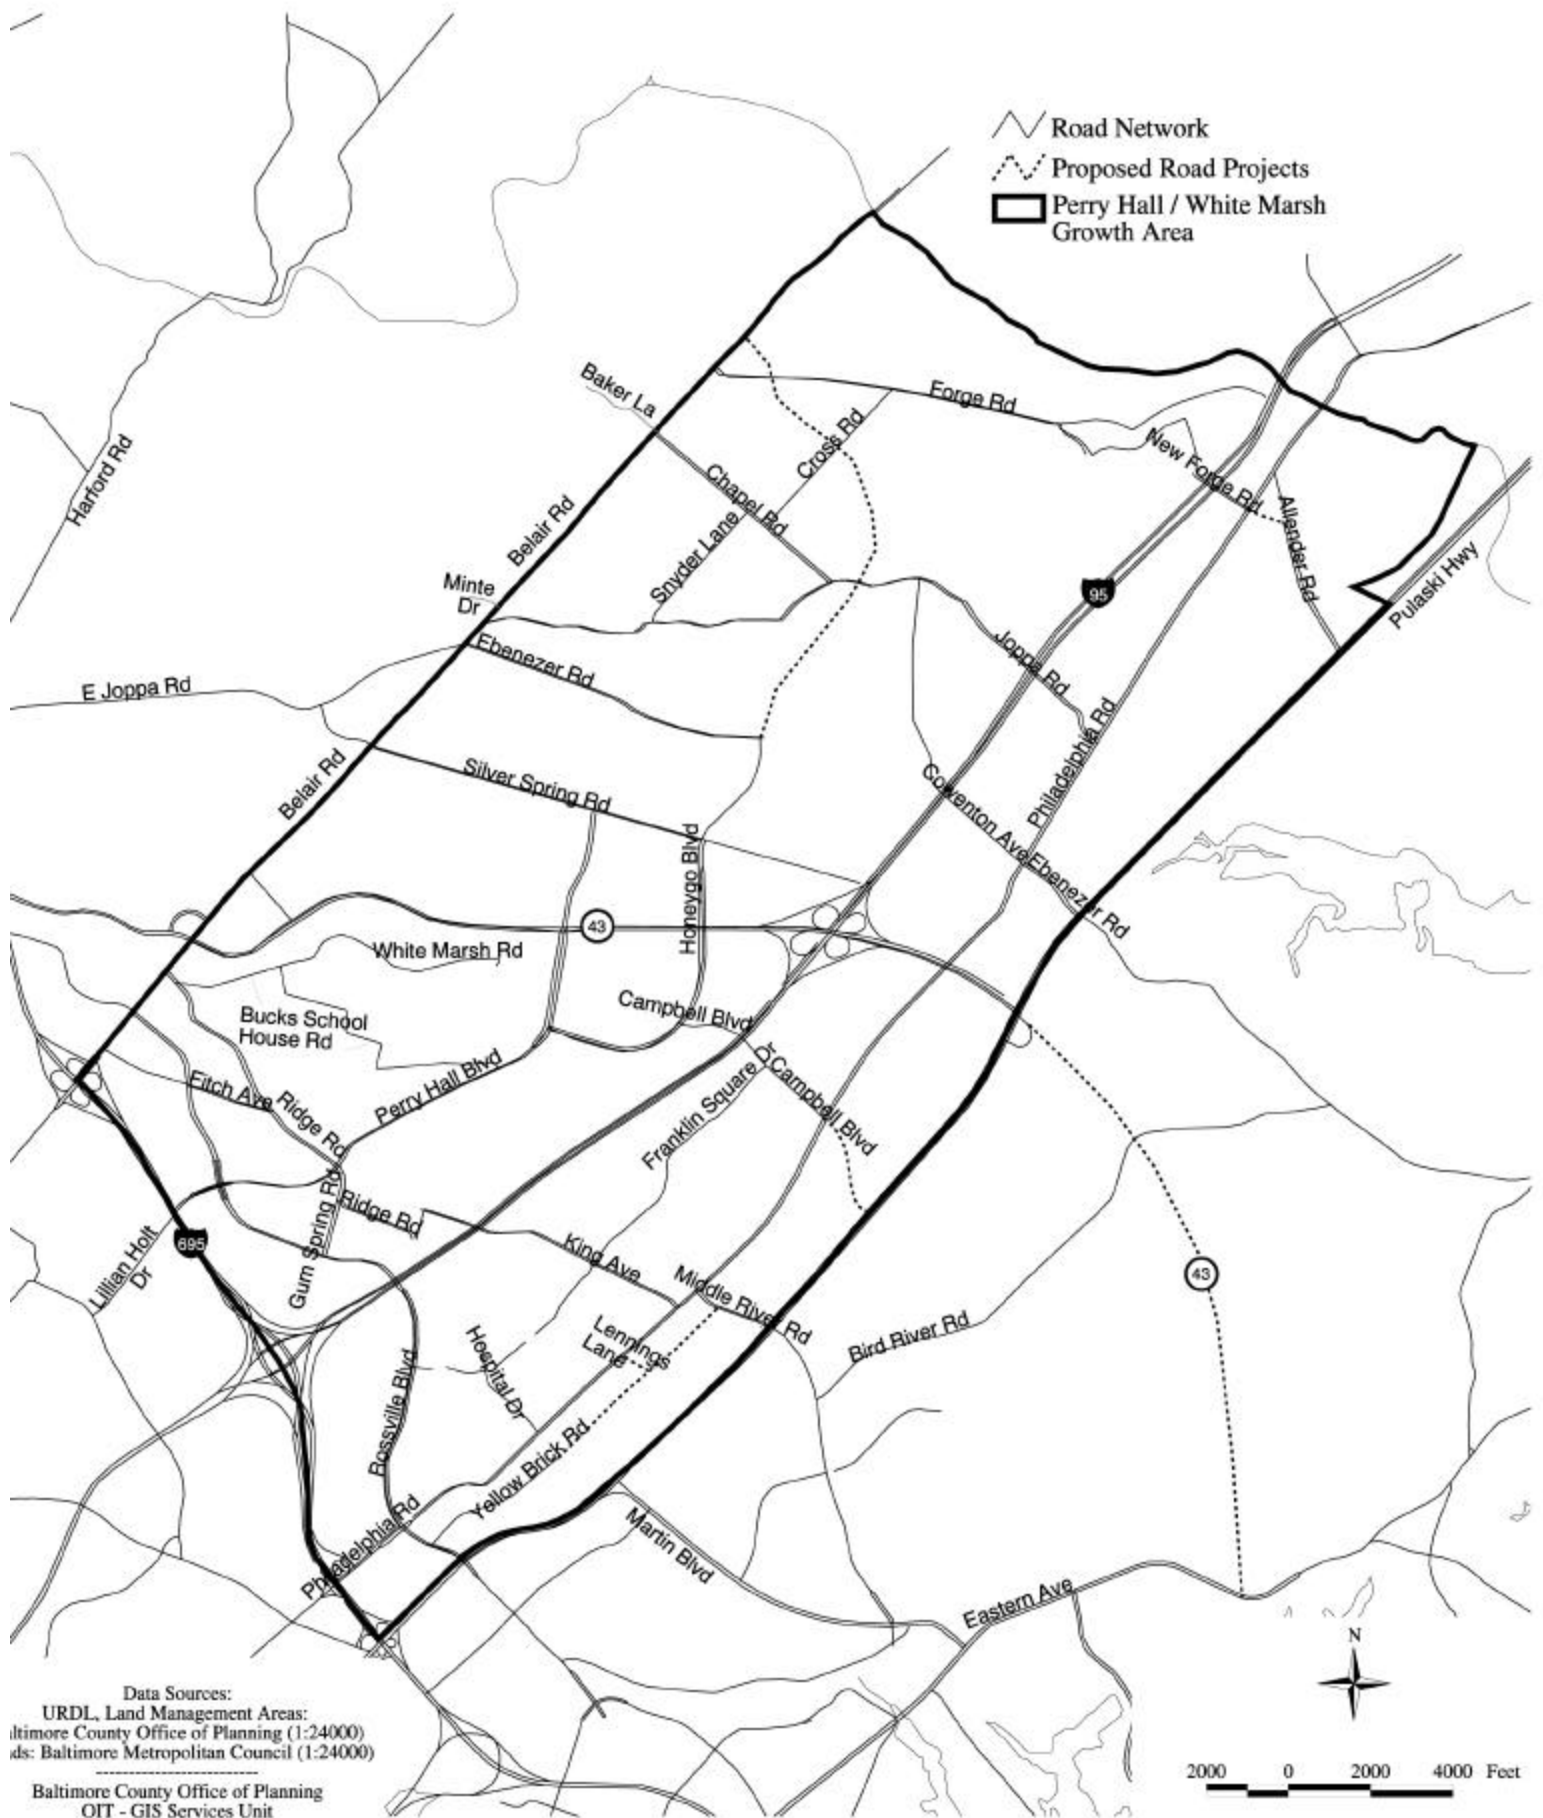 Road Network
Proposed Road Projects
Perry Hall / White Marsh
Growth Area
Baker La
Forge Rd
Cross Rd
New Forge Rd
Harford Rd
Chapel Rd
Belair Rd
Snyder Lane
Allender Rd
95
Pulaski Hwy
Minte
Dr
Ebenezer Rd
Joppa Rd
E Joppa Rd
Philadelphia Rd
Belair Rd
Silver Spring Rd
Cowenton Ave
Honeygo Blvd
Ebenezer Rd
43
White Marsh Rd
Campbell Blvd
Bucks School
House Rd
Perry Hall Blvd
Fitch Ave
Ridge Rd
Franklin Square Dr
Campbell Blvd
Gum Spring Rd
Ridge Rd
695
Lillian Holt
Dr
King Ave
Middle River Rd
43
Bird River Rd
Lennings
Lane
Hospital Dr
Rossville Blvd
Yellow Brick Rd
Philadelphia Rd
Martin Blvd
Eastern Ave
N
Data Sources:
URDL, Land Management Areas:
ltimore County Office of Planning (1:24000)
ds: Baltimore Metropolitan Council (1:24000)
-------------------------
Baltimore County Office of Planning
OIT - GIS Services Unit
2000 0 2000 4000 Feet